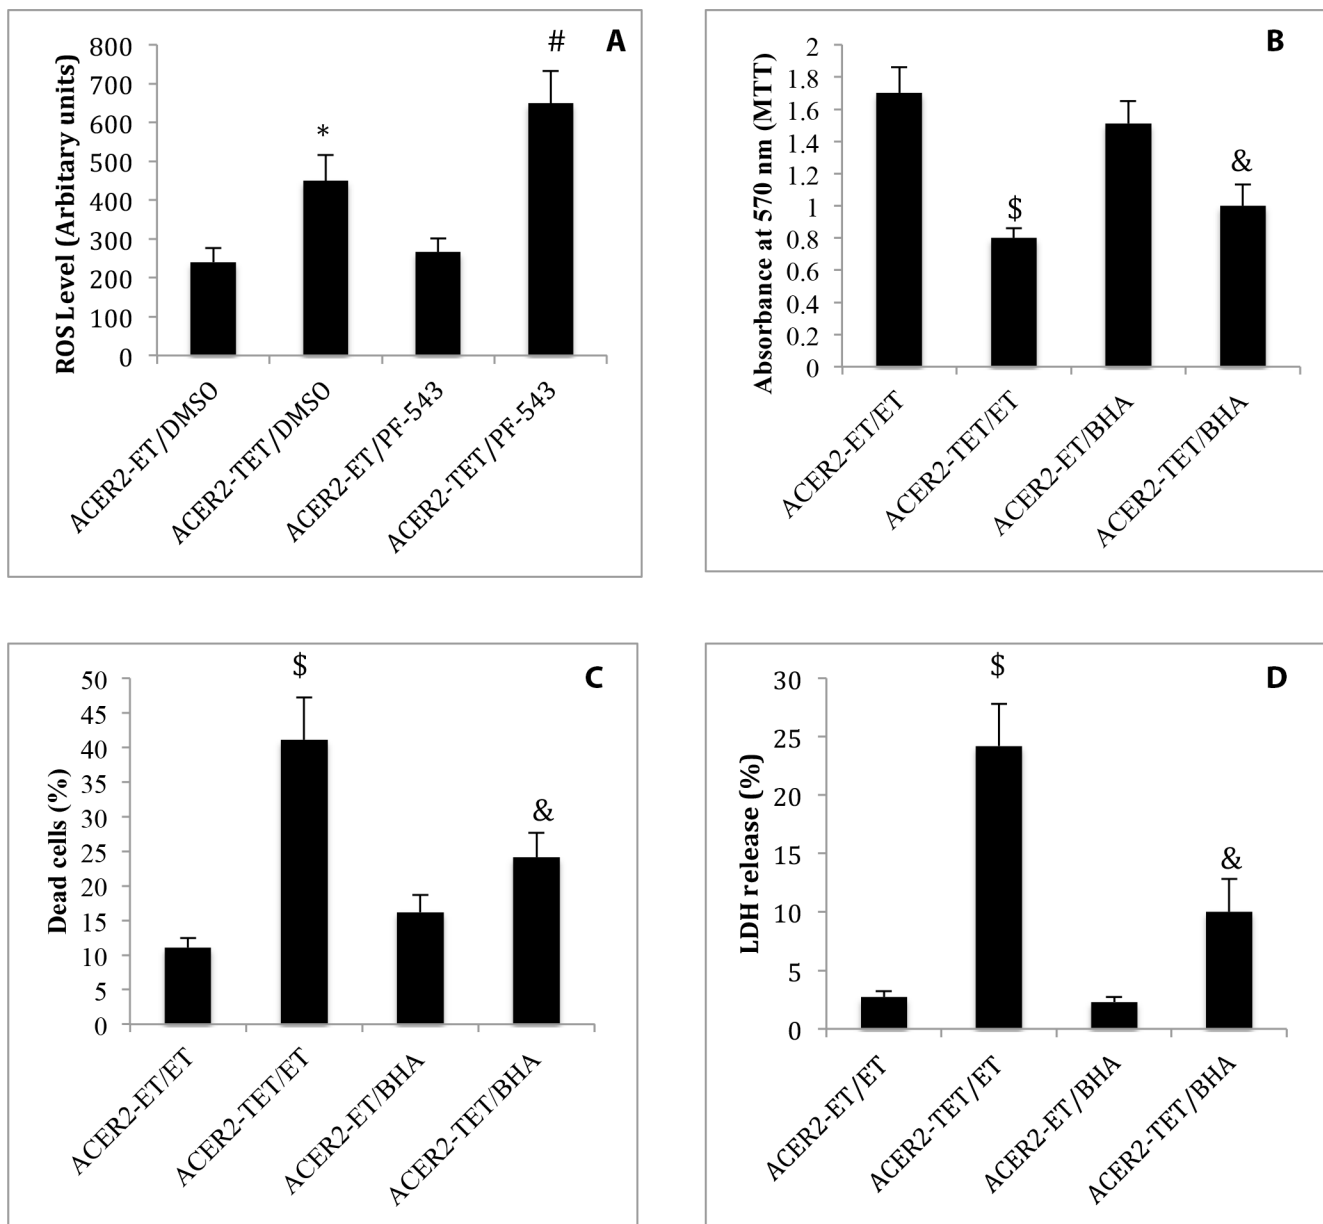 A
ROS Level (Arbitary units)
800
700
600
500
400
300
200
100
0
*
#
ACER2-ET/DMSO
ACER2-TET/DMSO
ACER2-ET/PF-543
ACER2-TET/PF-543
B
Absorbance at 570 nm (MTT)
2
1.8
1.6
1.4
1.2
1
0.8
0.6
0.4
0.2
0
$
&
ACER2-ET/ET
ACER2-TET/ET
ACER2-ET/BHA
ACER2-TET/BHA
C
Dead cells (%)
50
45
40
35
30
25
20
15
10
5
0
$
&
ACER2-ET/ET
ACER2-TET/ET
ACER2-ET/BHA
ACER2-TET/BHA
D
LDH release (%)
30
25
20
15
10
5
0
$
&
ACER2-ET/ET
ACER2-TET/ET
ACER2-ET/BHA
ACER2-TET/BHA